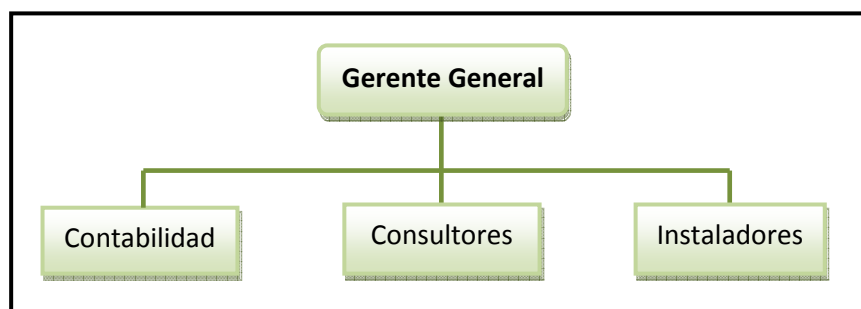 Gerente General
Contabilidad
Consultores
Instaladores